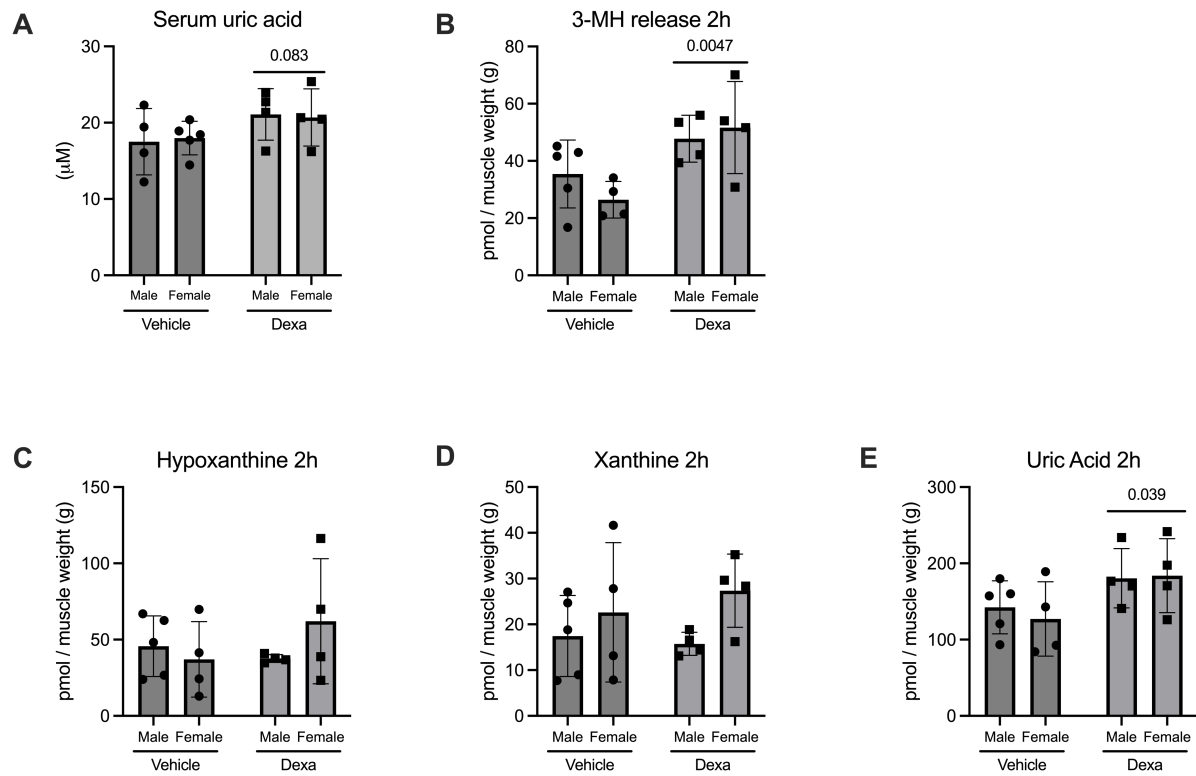 A
Serum uric acid
(µM)
30
20
10
0
0.083
Male Female Male Female
Vehicle Dexa
B
3-MH release 2h
pmol / muscle weight (g)
80
60
40
20
0
0.0047
Male Female Male Female
Vehicle Dexa
C
Hypoxanthine 2h
pmol / muscle weight (g)
150
100
50
0
Male Female Male Female
Vehicle Dexa
D
Xanthine 2h
pmol / muscle weight (g)
50
40
30
20
10
0
Male Female Male Female
Vehicle Dexa
E
Uric Acid 2h
pmol / muscle weight (g)
300
200
100
0
0.039
Male Female Male Female
Vehicle Dexa